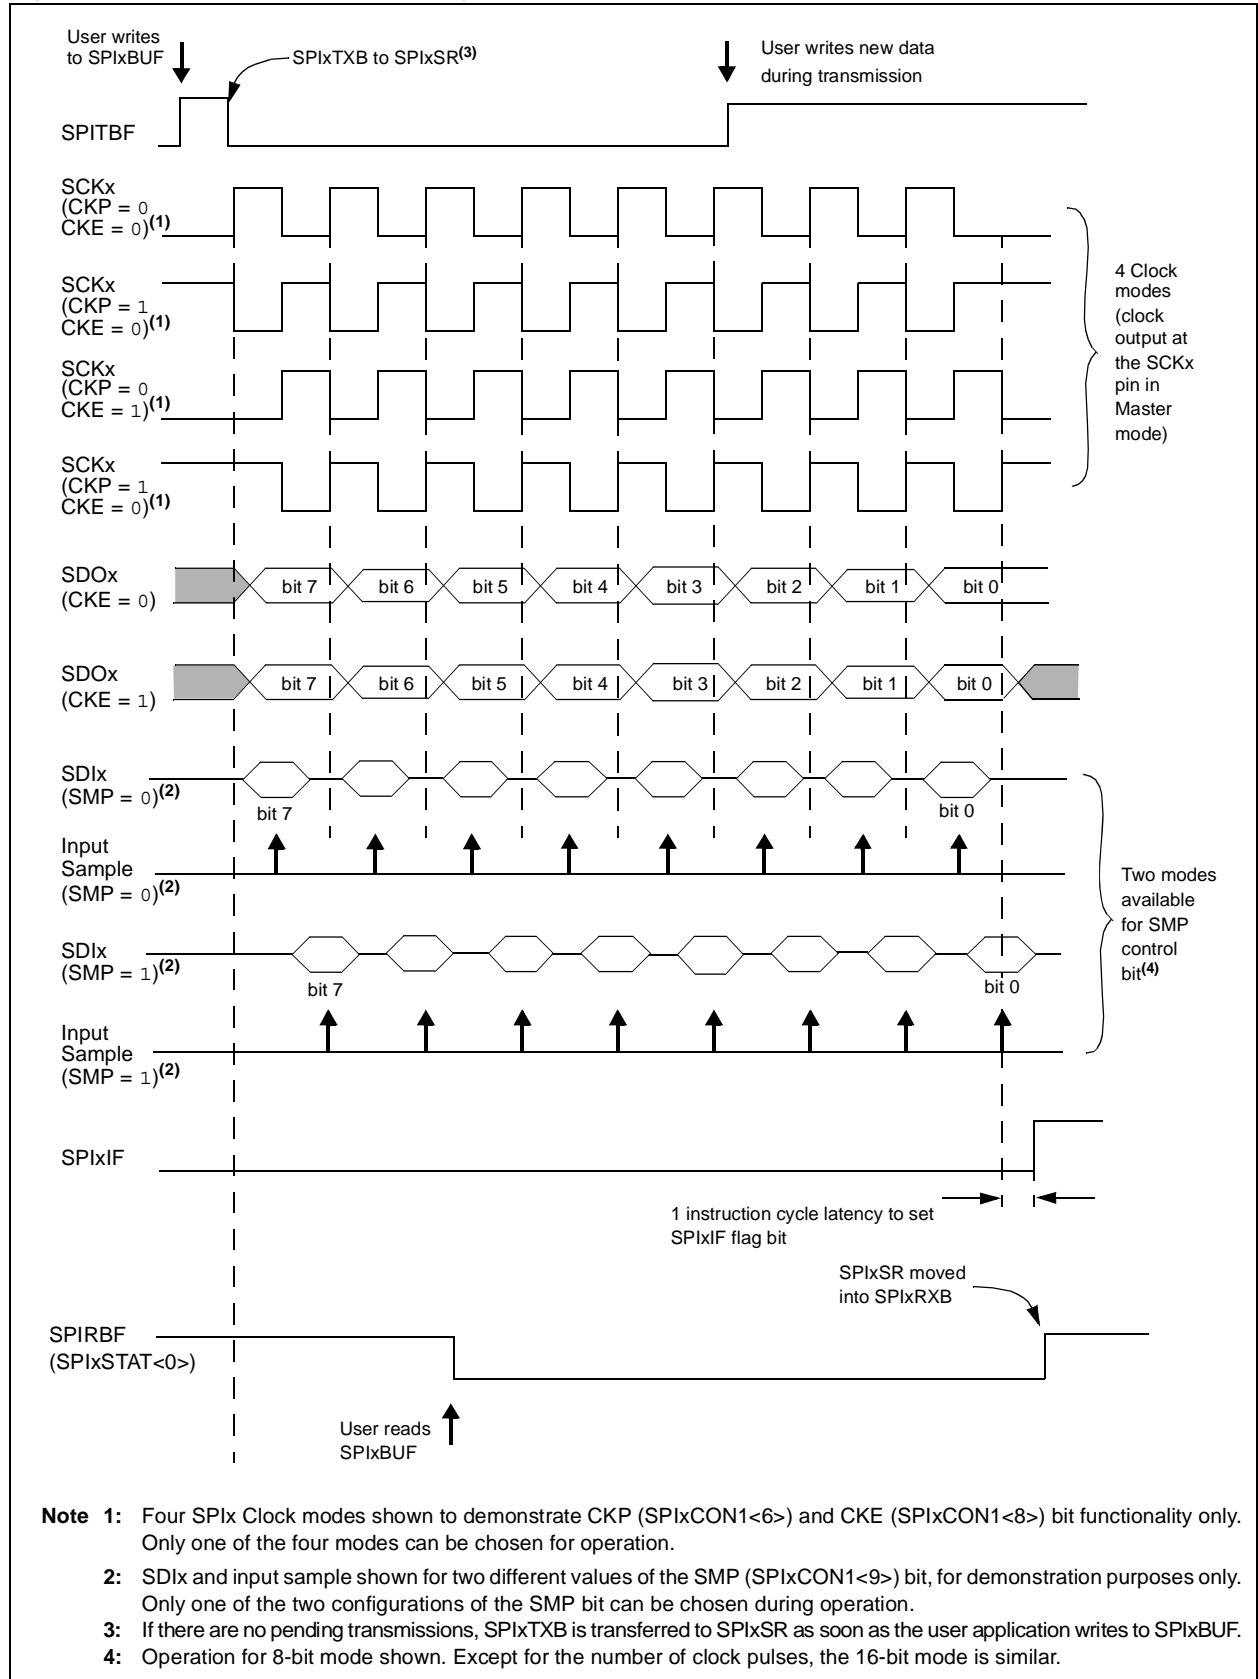 User writes
to SPIxBUF
SPIxTXB to SPIxSR(3)
User writes new data
during transmission
SPITBF
SCKx
(CKP = 0
CKE = 0)(1)
SCKx
(CKP = 1
CKE = 0)(1)
SCKx
(CKP = 0
CKE = 1)(1)
SCKx
(CKP = 1
CKE = 0)(1)
4 Clock
modes
(clock
output at
the SCKx
pin in
Master
mode)
SDOx
(CKE = 0)
bit 7 bit 6 bit 5 bit 4 bit 3 bit 2 bit 1 bit 0
SDOx
(CKE = 1)
bit 7 bit 6 bit 5 bit 4 bit 3 bit 2 bit 1 bit 0
SDIx
(SMP = 0)(2)
bit 7 bit 0
Input
Sample
(SMP = 0)(2)
SDIx
(SMP = 1)(2)
bit 7 bit 0
Input
Sample
(SMP = 1)(2)
Two modes
available
for SMP
control
bit(4)
SPIxIF
1 instruction cycle latency to set
SPIxIF flag bit
SPIxSR moved
into SPIxRXB
SPIRBF
(SPIxSTAT<0>)
User reads
SPIxBUF
Note 1: Four SPIx Clock modes shown to demonstrate CKP (SPIxCON1<6>) and CKE (SPIxCON1<8>) bit functionality only.
Only one of the four modes can be chosen for operation.
2: SDIx and input sample shown for two different values of the SMP (SPIxCON1<9>) bit, for demonstration purposes only.
Only one of the two configurations of the SMP bit can be chosen during operation.
3: If there are no pending transmissions, SPIxTXB is transferred to SPIxSR as soon as the user application writes to SPIxBUF.
4: Operation for 8-bit mode shown. Except for the number of clock pulses, the 16-bit mode is similar.